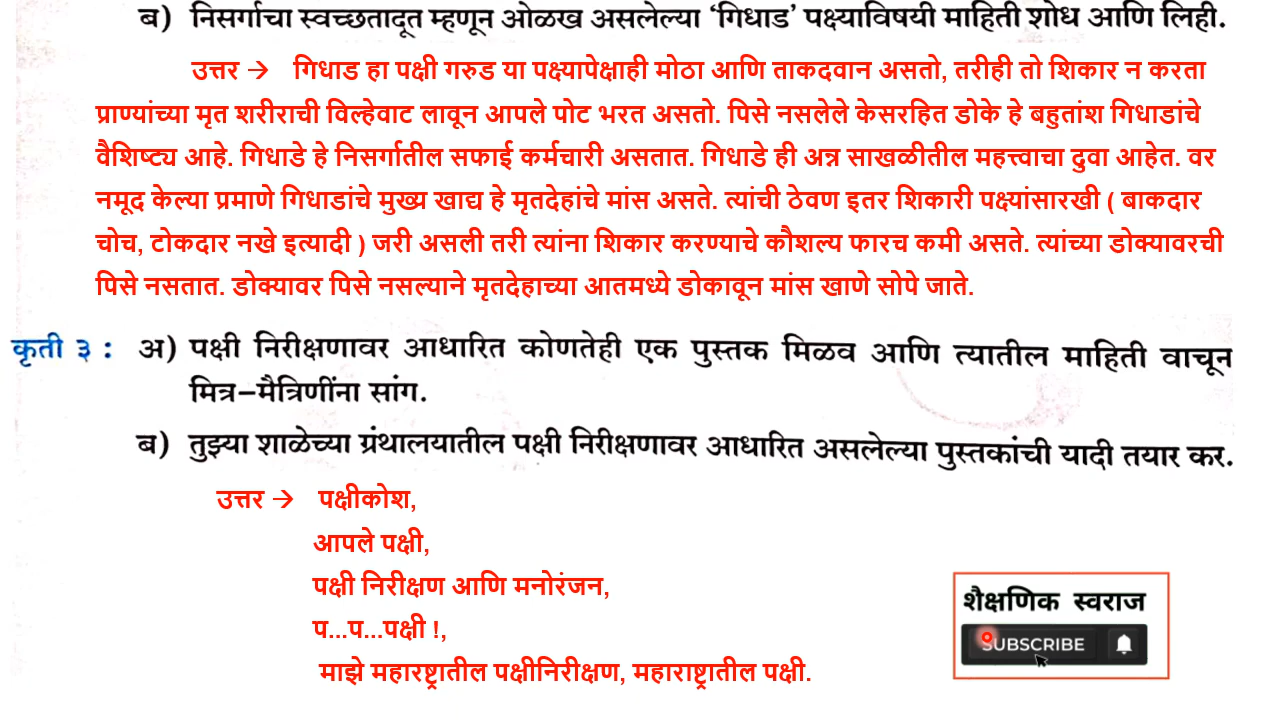 ब) निसर्गाचा स्वच्छतादूत म्हणून ओळख असलेल्या ‘गिधाड’ पक्ष्याविषयी माहिती शोध आणि लिही.
उत्तर → गिधाड हा पक्षी गरुड या पक्ष्यापेक्षाही मोठा आणि ताकदवान असतो, तरीही तो शिकार न करता
प्राण्यांच्या मृत शरीराची विल्हेवाट लावून आपले पोट भरत असतो. पिसे नसलेले केसरहित डोके हे बहुतांश गिधाडांचे
वैशिष्ट्य आहे. गिधाडे हे निसर्गातील सफाई कर्मचारी असतात. गिधाडे ही अन्न साखळीतील महत्त्वाचा दुवा आहेत. वर
नमूद केल्या प्रमाणे गिधाडांचे मुख्य खाद्य हे मृतदेहांचे मांस असते. त्यांची ठेवण इतर शिकारी पक्ष्यांसारखी ( बाकदार
चोच, टोकदार नखे इत्यादी ) जरी असली तरी त्यांना शिकार करण्याचे कौशल्य फारच कमी असते. त्यांच्या डोक्यावरची
पिसे नसतात. डोक्यावर पिसे नसल्याने मृतदेहाच्या आतमध्ये डोकावून मांस खाणे सोपे जाते.
कृती ३ : अ) पक्षी निरीक्षणावर आधारित कोणतेही एक पुस्तक मिळव आणि त्यातील माहिती वाचून
मित्र–मैत्रिणींना सांग.
ब) तुझ्या शाळेच्या ग्रंथालयातील पक्षी निरीक्षणावर आधारित असलेल्या पुस्तकांची यादी तयार कर.
उत्तर → पक्षीकोश,
आपले पक्षी,
पक्षी निरीक्षण आणि मनोरंजन,
प...प...पक्षी !,
माझे महारष्ट्रातील पक्षीनिरीक्षण, महाराष्ट्रातील पक्षी.
शैक्षणिक स्वराज
SUBSCRIBE